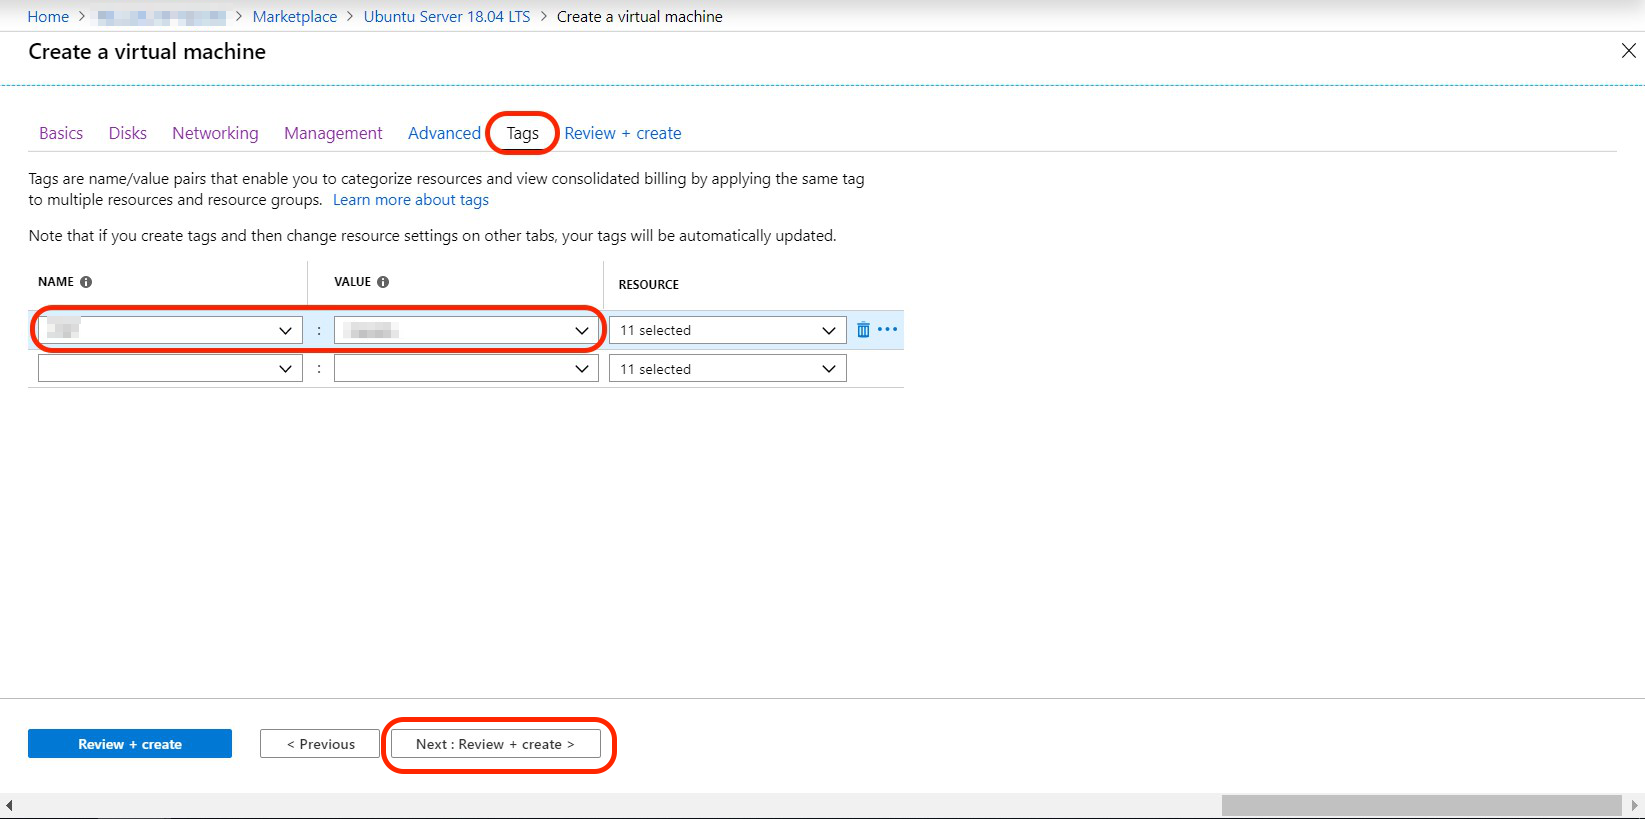 Home > > Marketplace > Ubuntu Server 18.04 LTS > Create a virtual machine
Create a virtual machine
Basics Disks Networking Management Advanced Tags Review + create
Tags are name/value pairs that enable you to categorize resources and view consolidated billing by applying the same tag
to multiple resources and resource groups. Learn more about tags
Note that if you create tags and then change resource settings on other tabs, your tags will be automatically updated.
NAME VALUE RESOURCE
: 11 selected
: 11 selected
Review + create < Previous Next : Review + create >